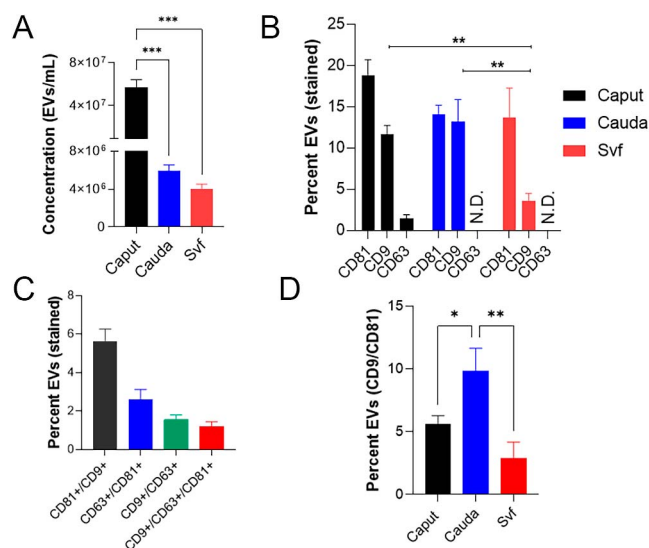 A
Concentration (EVs/mL)
8×10⁷
4×10⁷
8×10⁶
4×10⁶
0
***
***
Caput
Cauda
Svf
B
Percent EVs (stained)
25
20
15
10
5
0
**
**
N.D.
N.D.
CD81
CD9
CD63
CD81
CD9
CD63
CD81
CD9
CD63
Caput
Cauda
Svf
C
Percent EVs (stained)
8
6
4
2
0
CD81+/CD9+
CD63+/CD81+
CD9+/CD63+
CD9+/CD63+/CD81+
D
Percent EVs (CD9/CD81)
15
10
5
0
*
**
Caput
Cauda
Svf